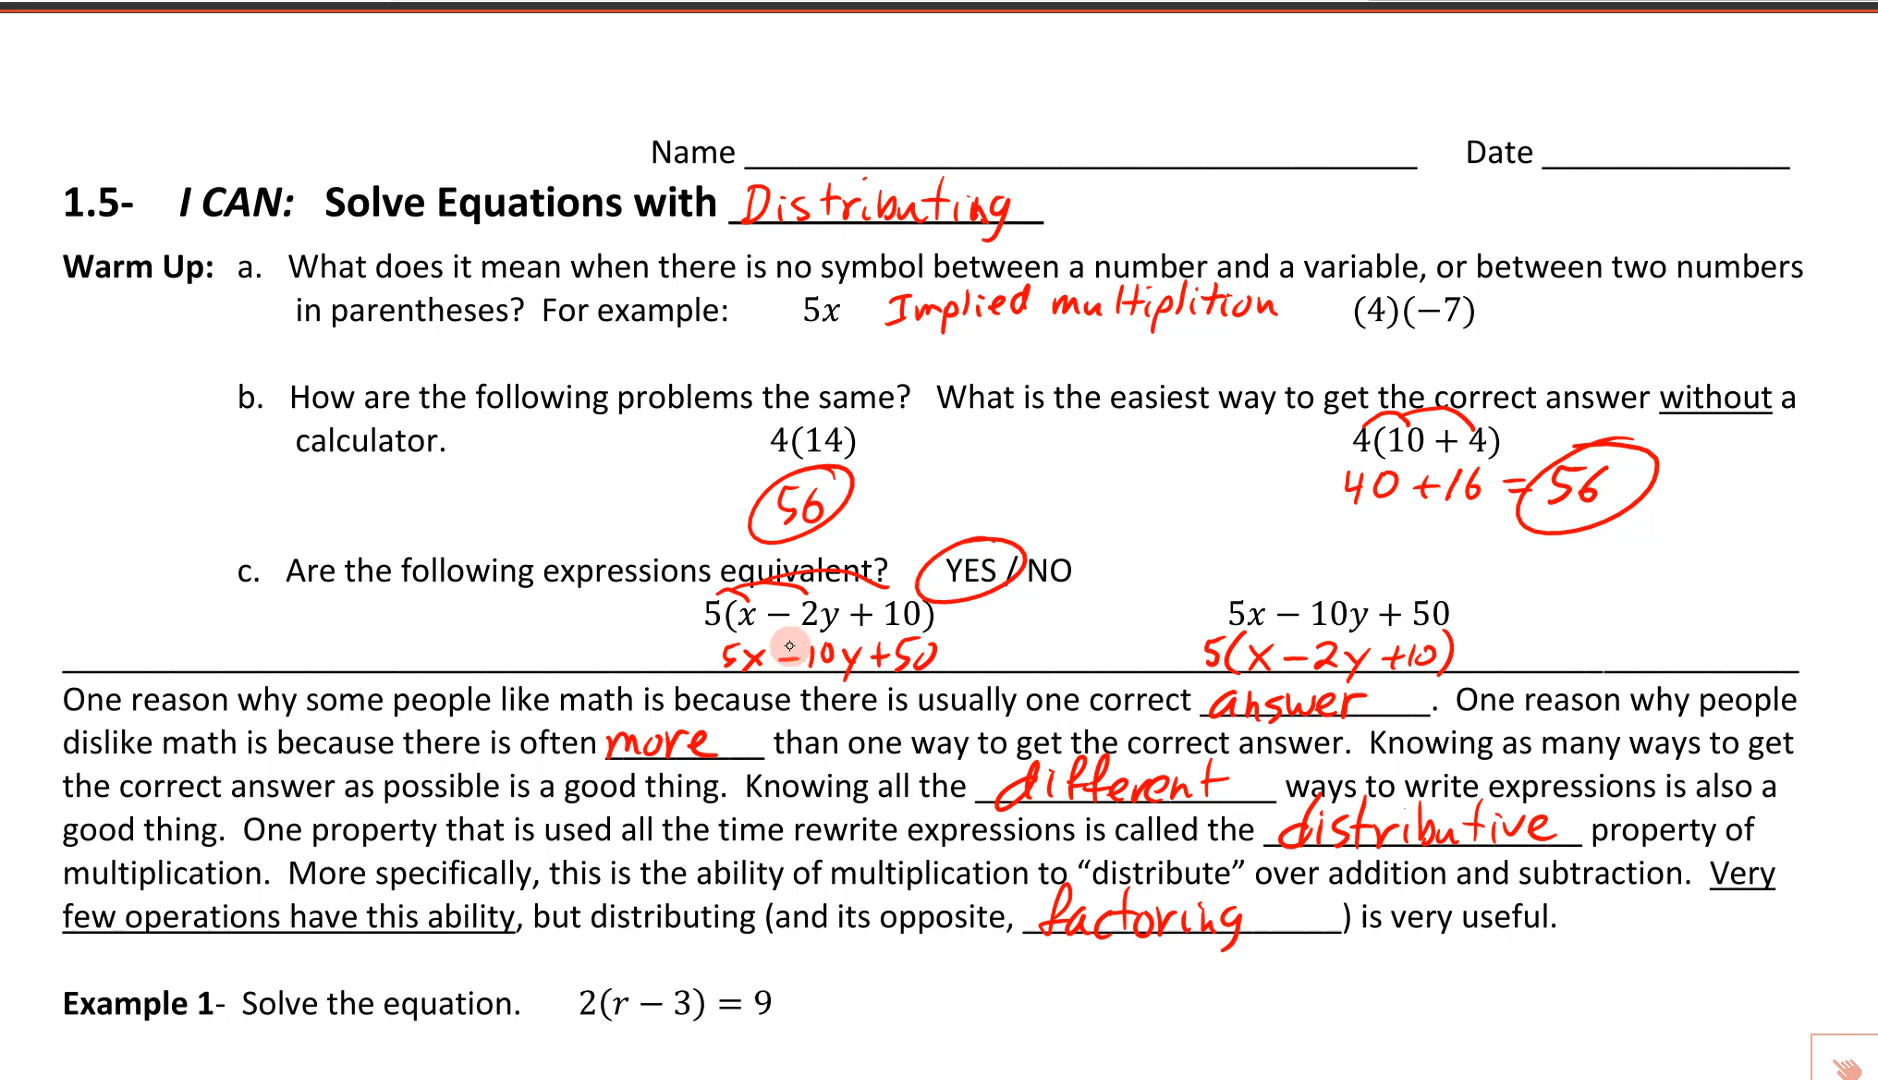 Name ____________ Date ____________
1.5- I CAN: Solve Equations with Distributing
Warm Up: a. What does it mean when there is no symbol between a number and a variable, or between two numbers
in parentheses? For example: 5x Implied multiplition (4)(−7)
b. How are the following problems the same? What is the easiest way to get the correct answer without a
calculator. 4(14) 4(10 + 4)
56 40 + 16 = 56
c. Are the following expressions equivalent? YES / NO
5(x − 2y + 10) 5x − 10y + 50
5x − 10y + 50 5(x − 2y + 10)
One reason why some people like math is because there is usually one correct answer. One reason why people
dislike math is because there is often more than one way to get the correct answer. Knowing as many ways to get
the correct answer as possible is a good thing. Knowing all the different ways to write expressions is also a
good thing. One property that is used all the time rewrite expressions is called the distributive property of
multiplication. More specifically, this is the ability of multiplication to “distribute” over addition and subtraction. Very
few operations have this ability, but distributing (and its opposite, factoring) is very useful.
Example 1- Solve the equation. 2(r − 3) = 9